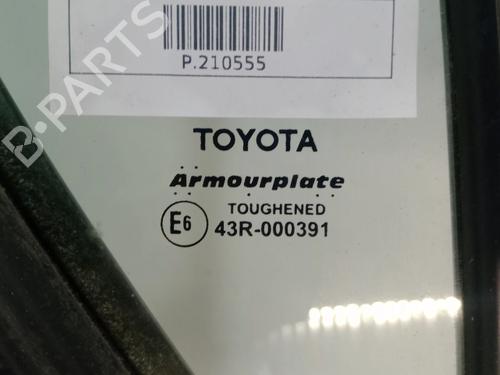 P.210555
B-PARTS
TOYOTA
Armourplate
TOUGHENED
E6 43R-000391